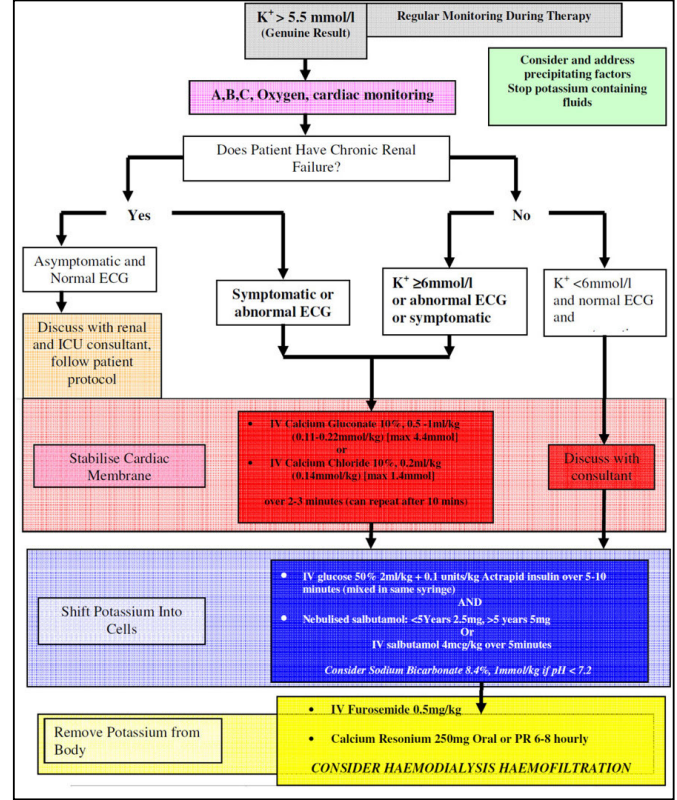 K⁺ > 5.5 mmol/l
(Genuine Result)
Regular Monitoring During Therapy
Consider and address
precipitating factors
Stop potassium containing
fluids
A,B,C, Oxygen, cardiac monitoring
Does Patient Have Chronic Renal
Failure?
Yes
No
Asymptomatic and
Normal ECG
Symptomatic or
abnormal ECG
K⁺ ≥6mmol/l
or abnormal ECG
or symptomatic
K⁺ <6mmol/l
and normal ECG
and
Discuss with renal
and ICU consultant,
follow patient
protocol
Stabilise Cardiac
Membrane
• IV Calcium Gluconate 10%, 0.5 -1ml/kg
(0.11-0.22mmol/kg) [max 4.4mmol]
or
• IV Calcium Chloride 10%, 0.2ml/kg
(0.14mmol/kg) [max 1.4mmol]
over 2-3 minutes (can repeat after 10 mins)
Discuss with
consultant
Shift Potassium Into
Cells
• IV glucose 50% 2ml/kg + 0.1 units/kg Actrapid insulin over 5-10
minutes (mixed in same syringe)
AND
• Nebulised salbutamol: <5Years 2.5mg, >5 years 5mg
Or
IV salbutamol 4mcg/kg over 5minutes
Consider Sodium Bicarbonate 8.4%, 1mmol/kg if pH < 7.2
Remove Potassium from
Body
• IV Furosemide 0.5mg/kg
• Calcium Resonium 250mg Oral or PR 6-8 hourly
CONSIDER HAEMODIALYSIS HAEMOFILTRATION